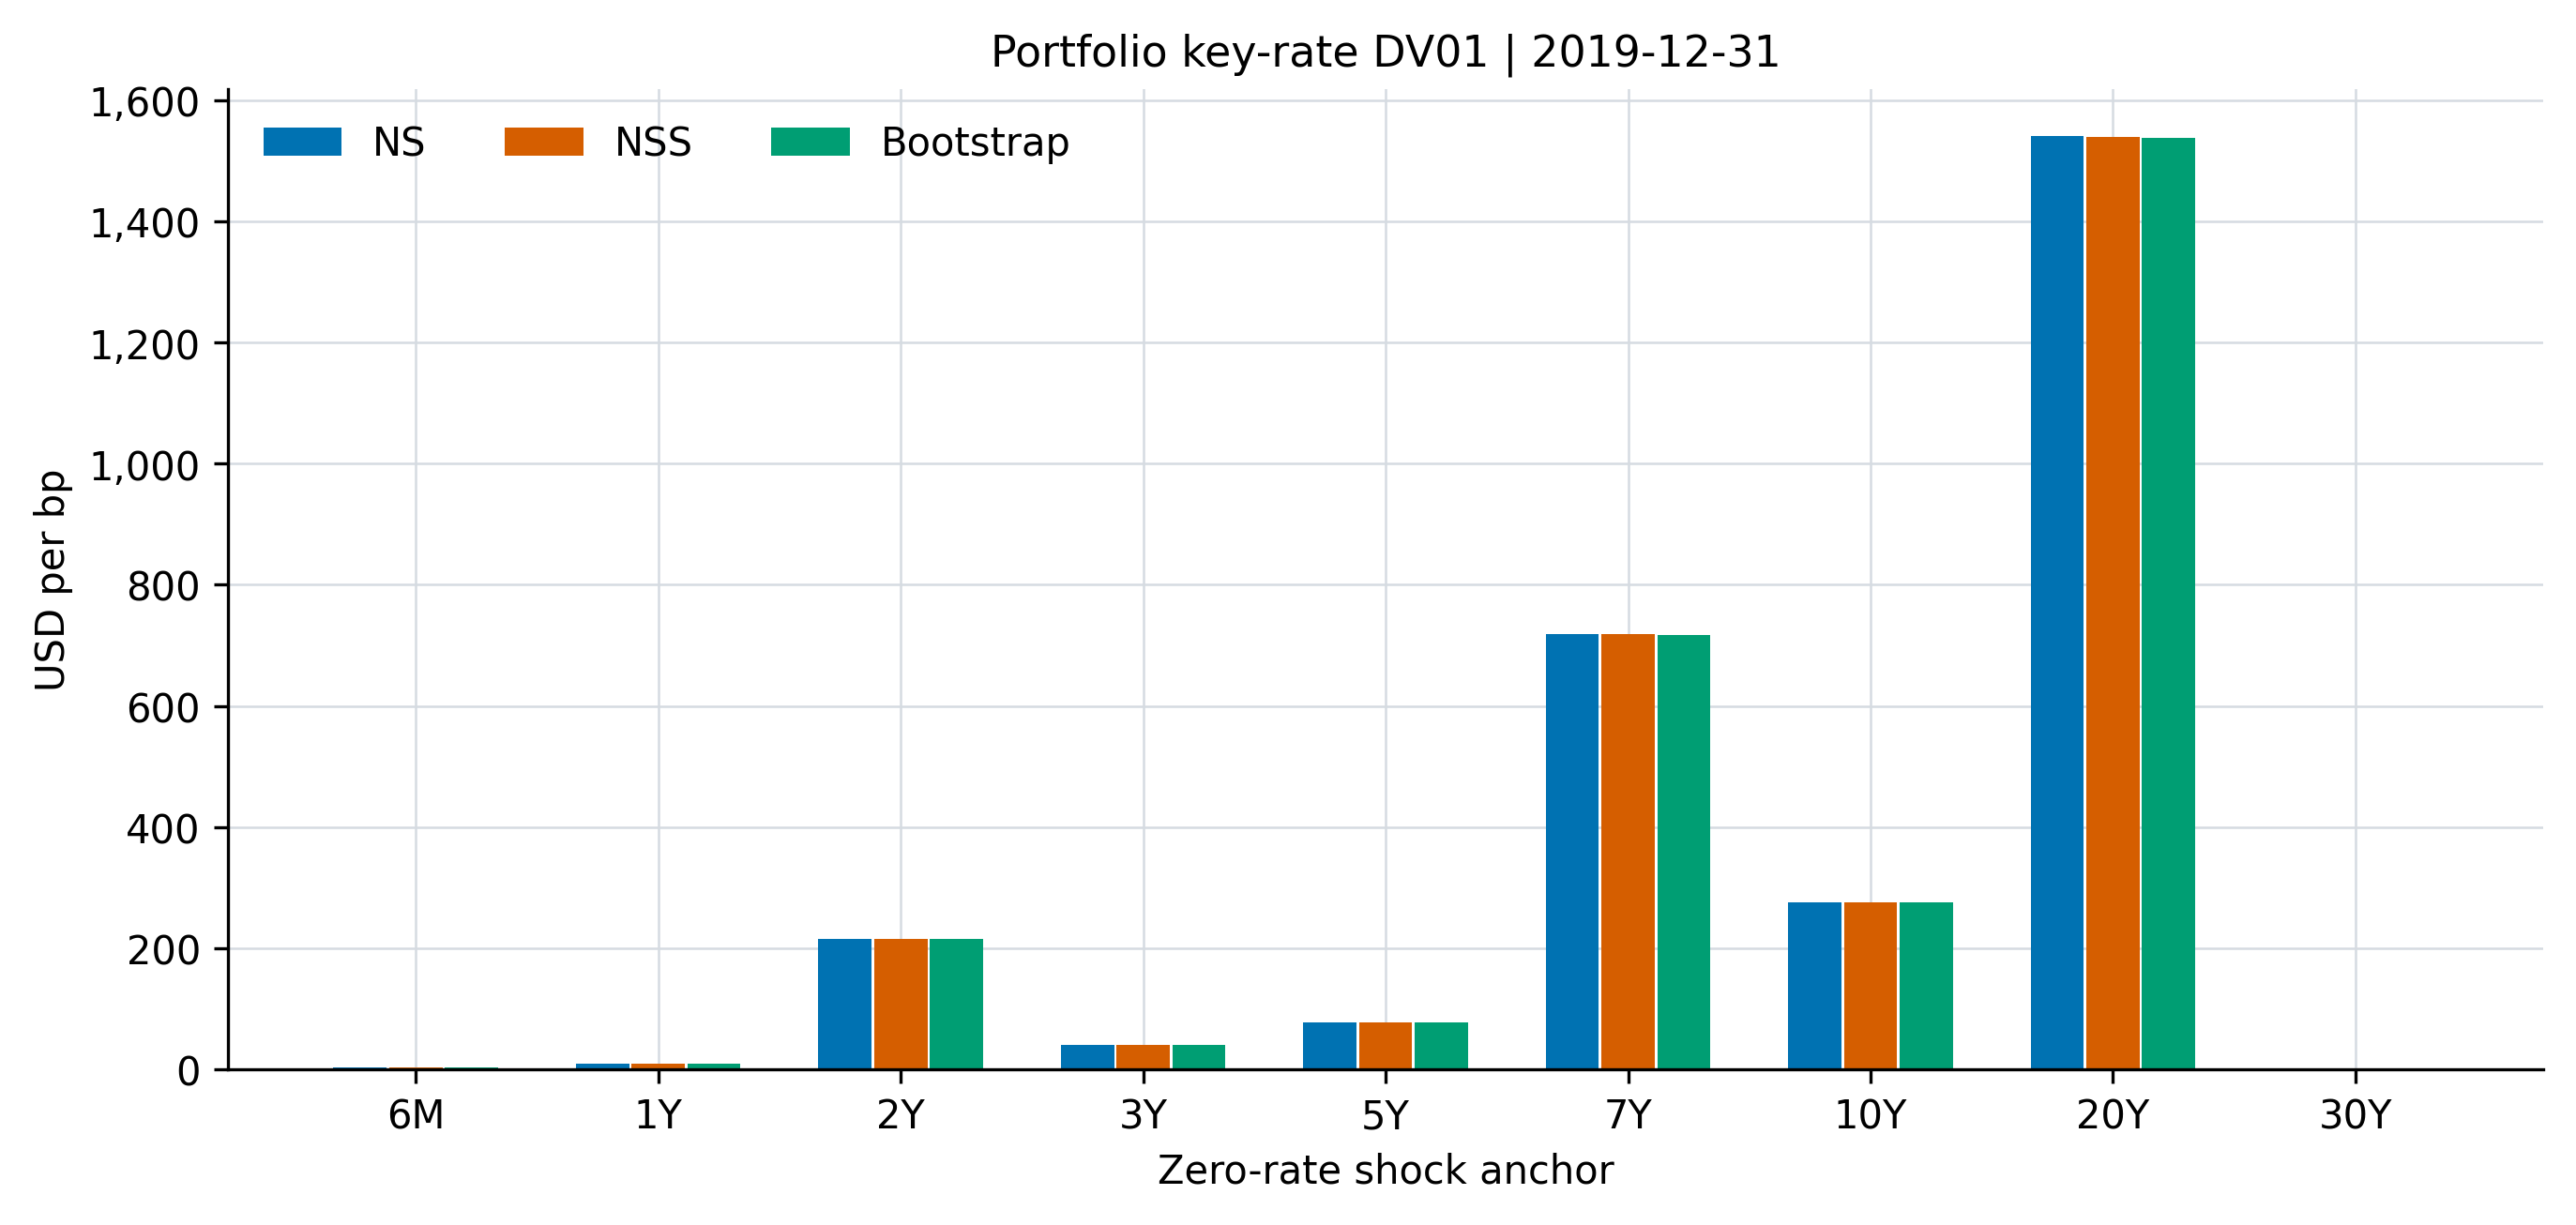 Portfolio key-rate DV01 | 2019-12-31
NS NSS Bootstrap
USD per bp
1,600
1,400
1,200
1,000
800
600
400
200
0
6M 1Y 2Y 3Y 5Y 7Y 10Y 20Y 30Y
Zero-rate shock anchor